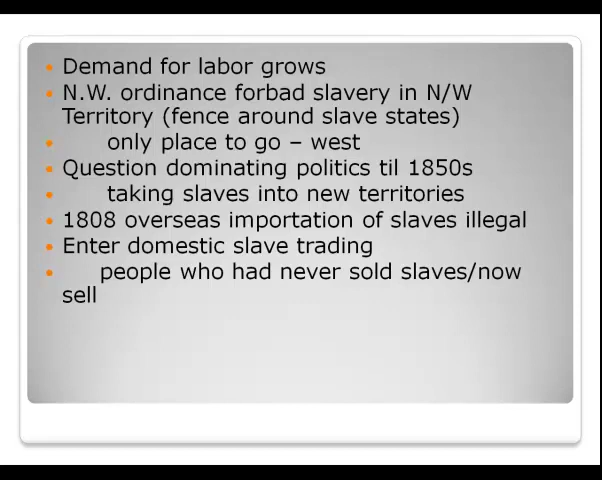 • Demand for labor grows
• N.W. ordinance forbad slavery in N/W
Territory (fence around slave states)
• only place to go – west
• Question dominating politics til 1850s
• taking slaves into new territories
• 1808 overseas importation of slaves illegal
• Enter domestic slave trading
• people who had never sold slaves/now
sell